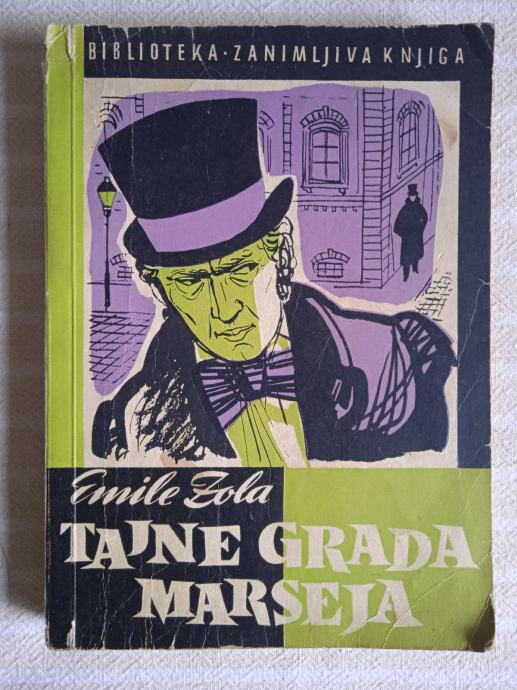 BIBLIOTEKA · ZANIMLJIVA KNJIGA
Emile Zola
TAJNE GRADA
MARSEJA